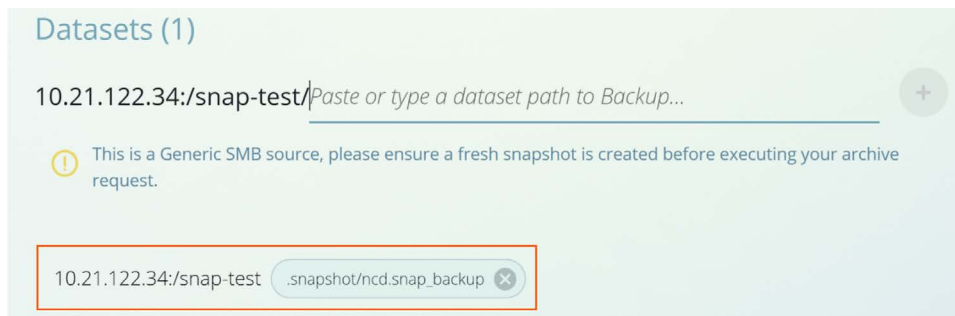 Datasets (1)
10.21.122.34:/snap-test/Paste or type a dataset path to Backup...
+
This is a Generic SMB source, please ensure a fresh snapshot is created before executing your archive
request.
10.21.122.34:/snap-test .snapshot/ncd.snap_backup